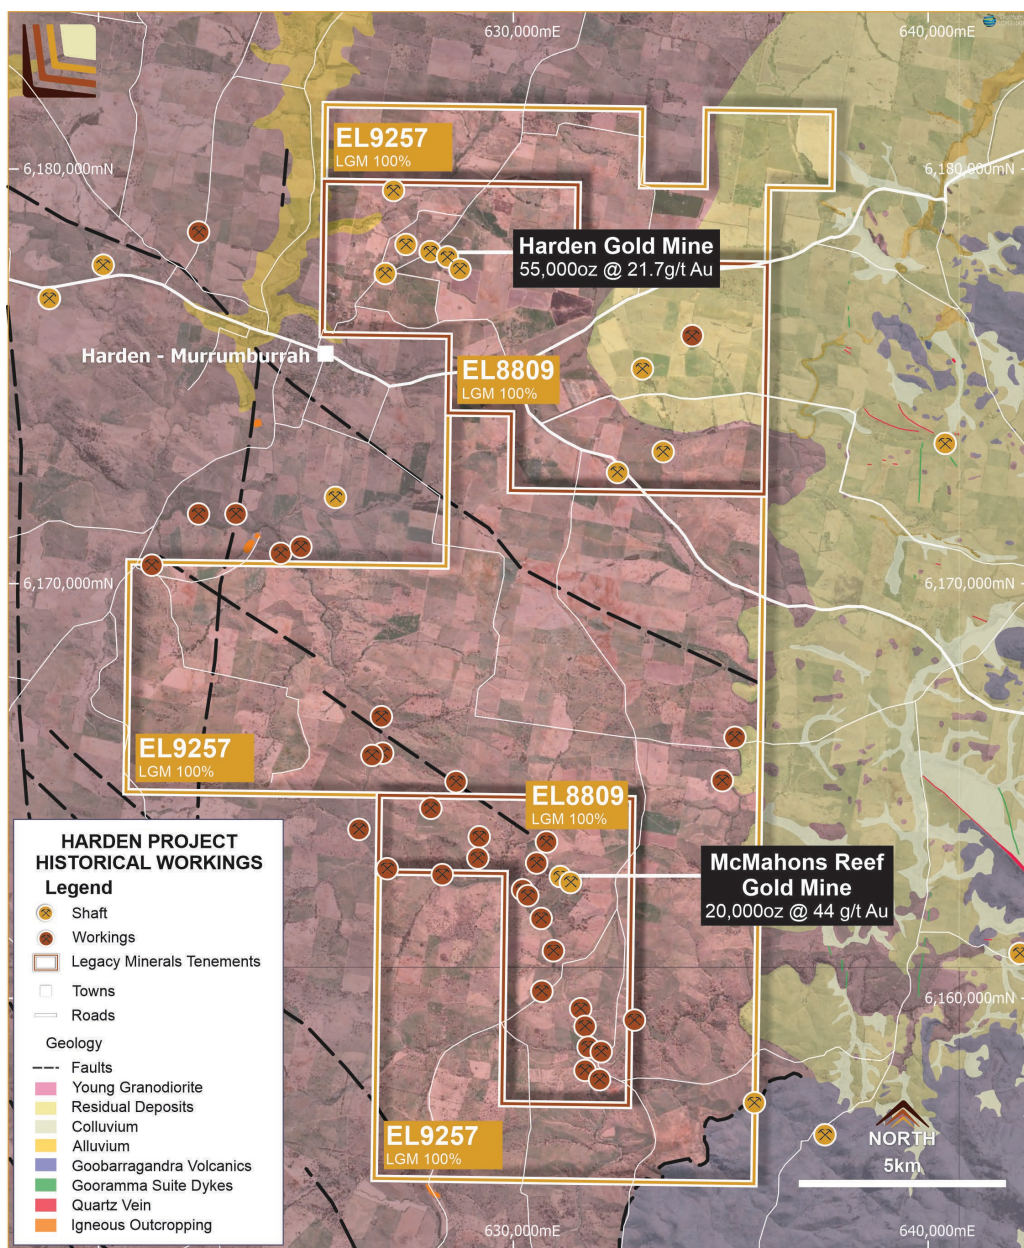 630,000mE
640,000mE
EL9257
LGM 100%
6,180,000mN
6,180,000mN
Harden Gold Mine
55,000oz @ 21.7g/t Au
Harden - Murrumburrah
EL8809
LGM 100%
6,170,000mN
6,170,000mN
EL9257
LGM 100%
EL8809
LGM 100%
McMahons Reef
Gold Mine
20,000oz @ 44 g/t Au
HARDEN PROJECT
HISTORICAL WORKINGS
Legend
Shaft
Workings
Legacy Minerals Tenements
Towns
Roads
Geology
Faults
Young Granodiorite
Residual Deposits
Colluvium
Alluvium
Goobarragandra Volcanics
Gooramma Suite Dykes
Quartz Vein
Igneous Outcropping
6,160,000mN
EL9257
LGM 100%
NORTH
5km
630,000mE
640,000mE